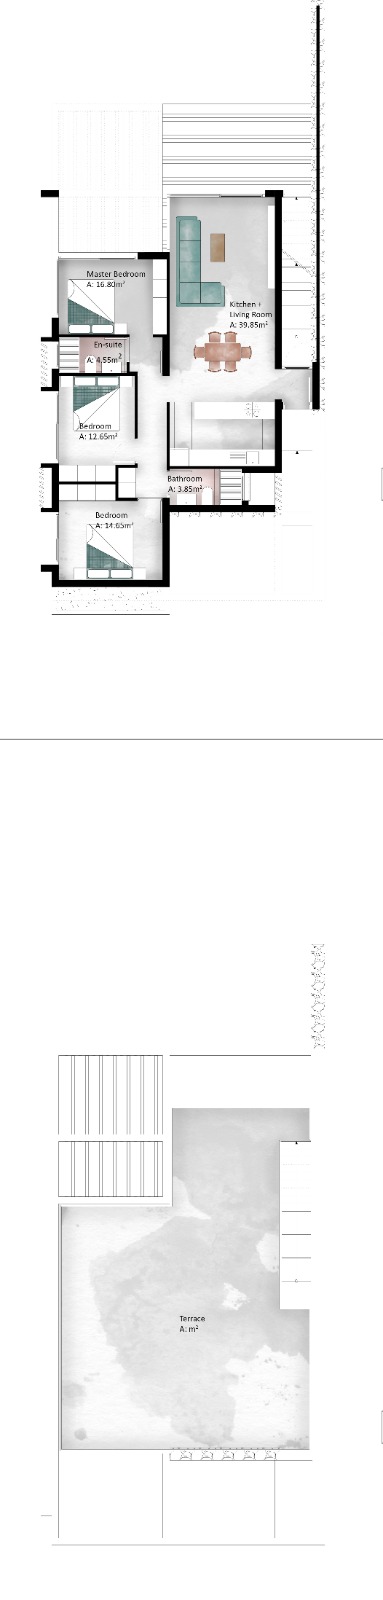 Master Bedroom
A: 16.80m²
Kitchen +
Living Room
A: 39.85m²
En-suite
A: 4.55m²
Bedroom
A: 12.65m²
Bathroom
A: 3.85m²
Bedroom
A: 14.65m²
Terrace
A: m²